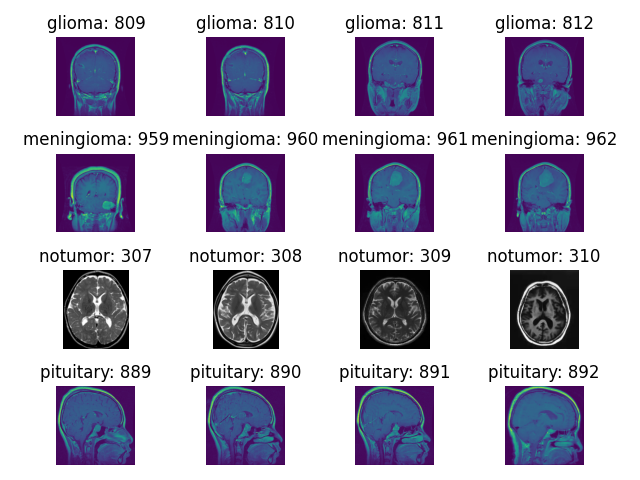 glioma: 809 glioma: 810 glioma: 811 glioma: 812
meningioma: 959 meningioma: 960 meningioma: 961 meningioma: 962
notumor: 307 notumor: 308 notumor: 309 notumor: 310
pituitary: 889 pituitary: 890 pituitary: 891 pituitary: 892